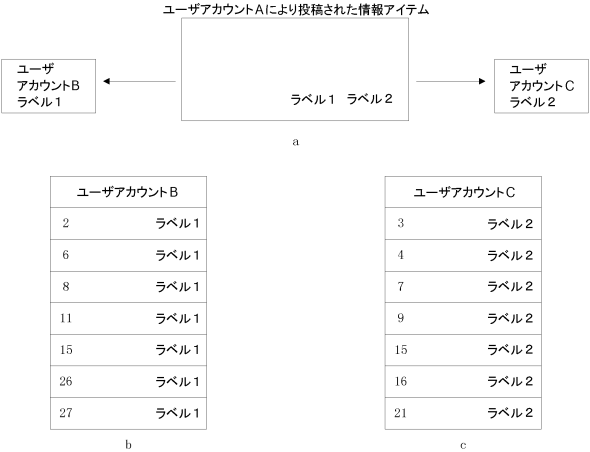 ユーザアカウントAにより投稿された情報アイテム
ユーザ
アカウントB
ラベル1
ラベル1 ラベル2
ユーザ
アカウントC
ラベル2
a
ユーザアカウントB
2 ラベル1
6 ラベル1
8 ラベル1
11 ラベル1
15 ラベル1
26 ラベル1
27 ラベル1
b
ユーザアカウントC
3 ラベル2
4 ラベル2
7 ラベル2
9 ラベル2
15 ラベル2
16 ラベル2
21 ラベル2
c